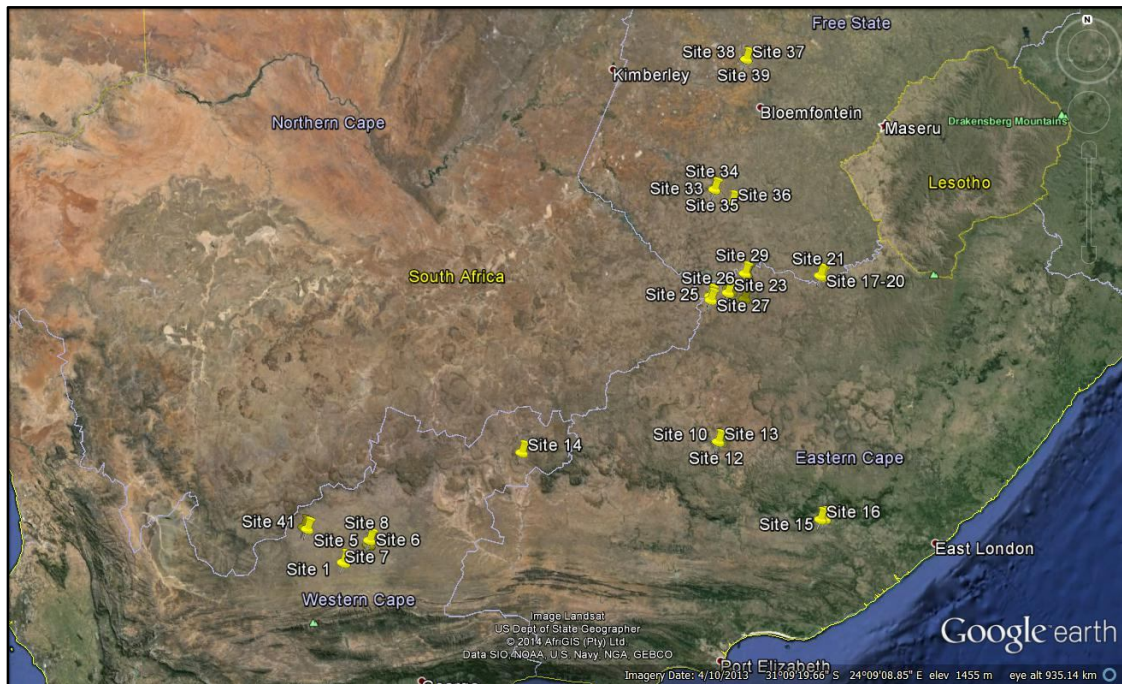 N
Free State
Site 38
Site 37
Site 39
Kimberley
Bloemfontein
Northern Cape
Maseru
Drakensberg Mountains
Site 34
Site 33
Site 36
Site 35
Lesotho
South Africa
Site 29
Site 21
Site 26
Site 23
Site 17-20
Site 25
Site 27
Site 10
Site 13
Site 12
Site 14
Eastern Cape
Site 41
Site 8
Site 5
Site 6
Site 7
Site 1
Site 16
Site 15
East London
Western Cape
Image Landsat
US Dept of State Geographer
© 2014 AfriGIS (Pty) Ltd.
Data SIO, NOAA, U.S. Navy, NGA, GEBCO
Google earth
Port Elizabeth
Imagery Date: 4/10/2013 31°09'19.66" S 24°09'08.85" E elev 1455 m eye alt 935.14 km